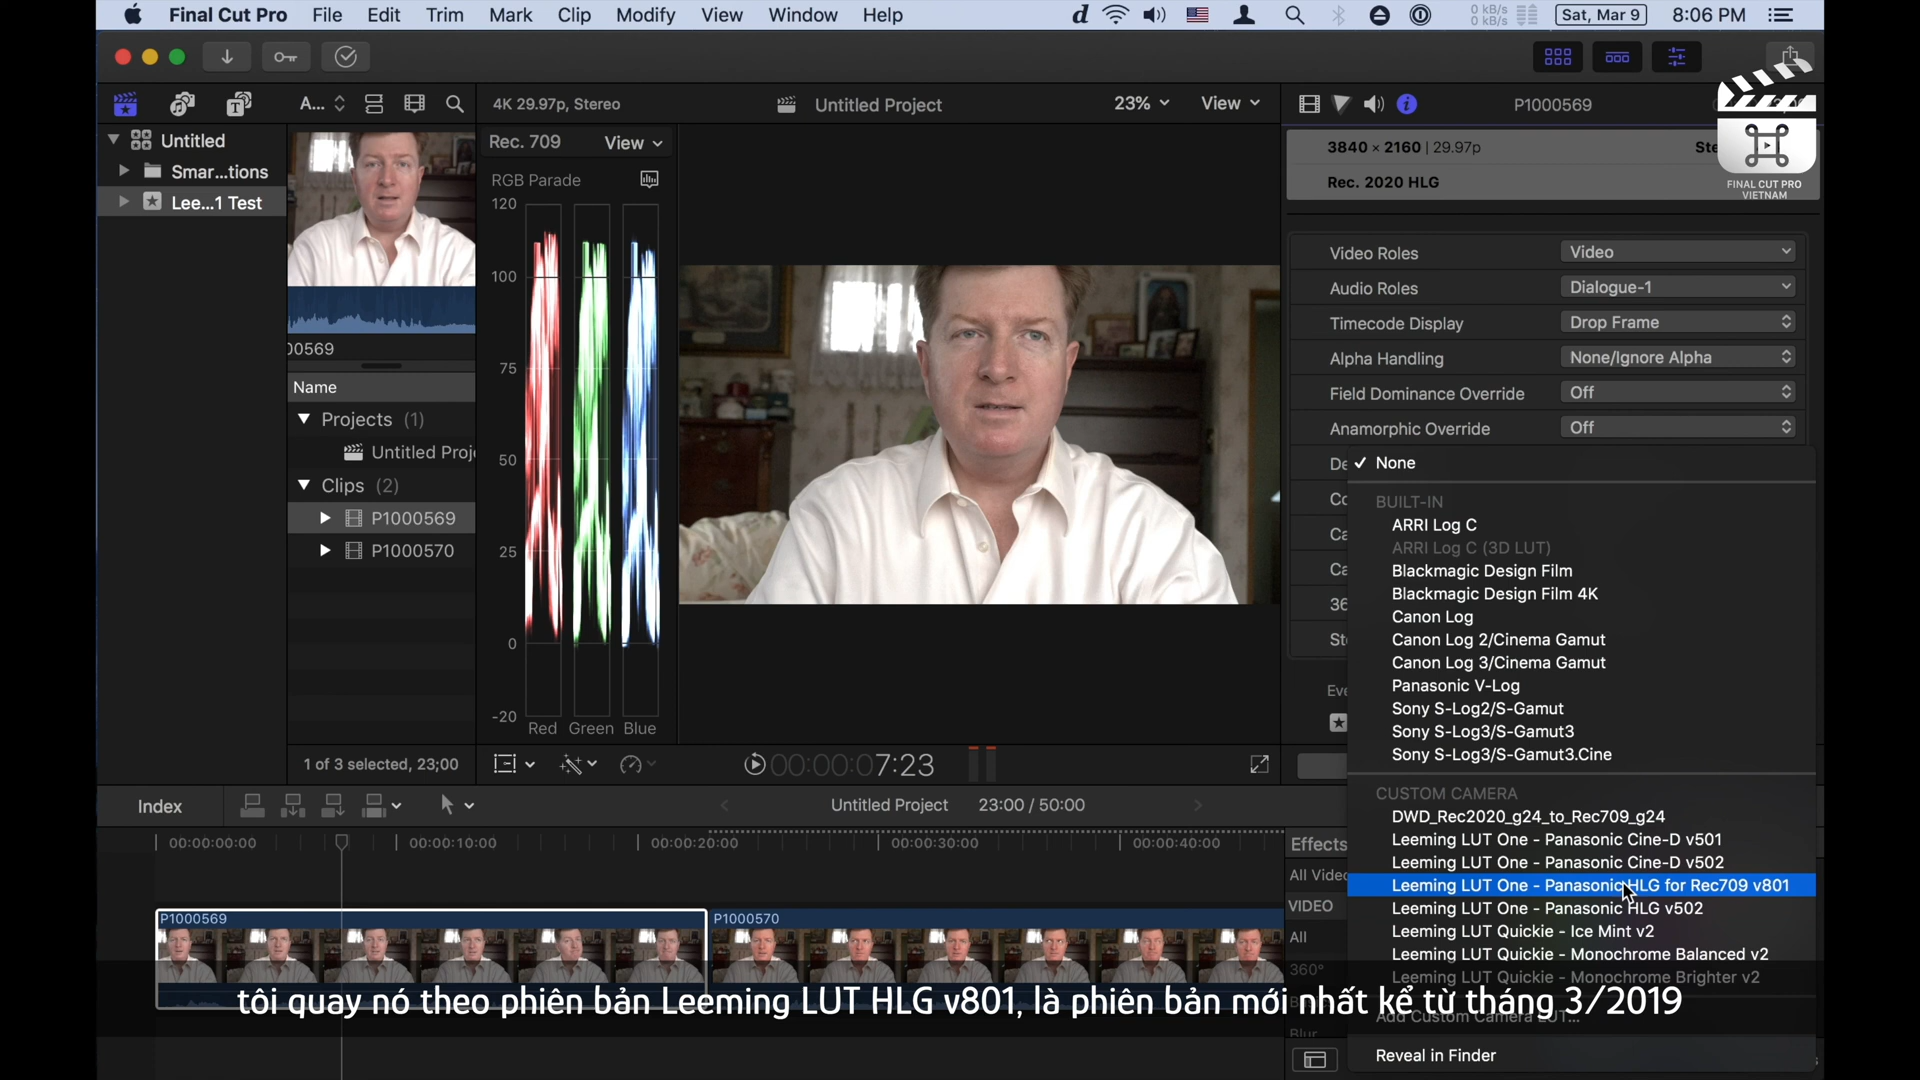 Final Cut Pro File Edit Trim Mark Clip Modify View Window Help
0 kB/s
0 kB/s
Sat, Mar 9 8:06 PM
A...
4K 29.97p, Stereo
Untitled Project
23%
View
P1000569
Untitled
Smar...tions
Lee...1 Test
Rec. 709
View
RGB Parade
120
100
75
50
25
0
-20
Red Green Blue
3840 × 2160 | 29.97p
Rec. 2020 HLG
FINAL CUT PRO
VIETNAM
Name
Projects (1)
Clips (2)
P1000569
P1000570
Video Roles Video
Audio Roles Dialogue-1
Timecode Display Drop Frame
Alpha Handling None/Ignore Alpha
Field Dominance Override Off
Anamorphic Override Off
✓ None
BUILT-IN
ARRI Log C
ARRI Log C (3D LUT)
Blackmagic Design Film
Blackmagic Design Film 4K
Canon Log
Canon Log 2/Cinema Gamut
Canon Log 3/Cinema Gamut
Panasonic V-Log
Sony S-Log2/S-Gamut
Sony S-Log3/S-Gamut3
Sony S-Log3/S-Gamut3.Cine
CUSTOM CAMERA
DWD_Rec2020_g24_to_Rec709_g24
Leeming LUT One - Panasonic Cine-D v501
Leeming LUT One - Panasonic Cine-D v502
Leeming LUT One - Panasonic HLG for Rec709 v801
Leeming LUT One - Panasonic HLG v502
Leeming LUT Quickie - Ice Mint v2
Leeming LUT Quickie - Monochrome Balanced v2
Leeming LUT Quickie - Monochrome Brighter v2
Add Custom Camera LUT...
Reveal in Finder
1 of 3 selected, 23;00
00:00:07:23
Index
Untitled Project 23:00 / 50:00
00:00:00:00 00:00:10:00 00:00:20:00 00:00:30:00 00:00:40:00
Effects
VIDEO
All
360°
Blur
P1000569 P1000570
tôi quay nó theo phiên bản Leeming LUT HLG v801, là phiên bản mới nhất kể từ tháng 3/2019